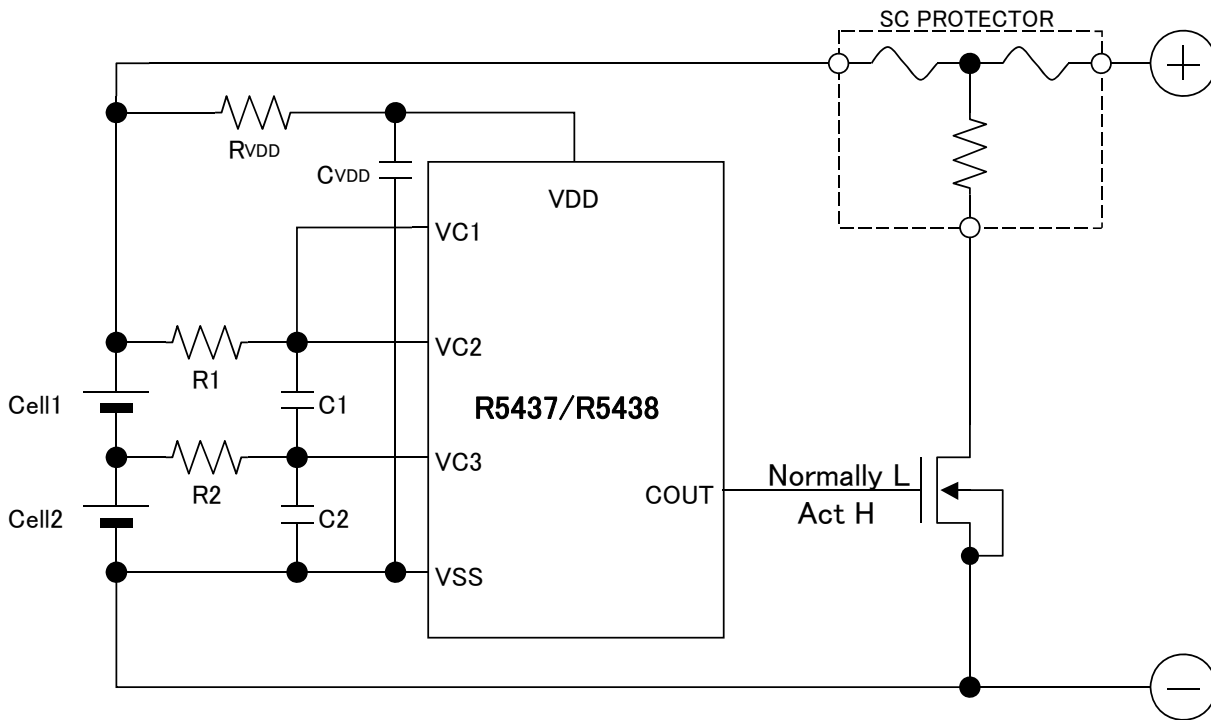 SC PROTECTOR
RVDD
CVDD
VDD
VC1
VC2
R1
Cell1
C1
R5437/R5438
VC3
R2
Normally L
COUT
Act H
Cell2
C2
VSS